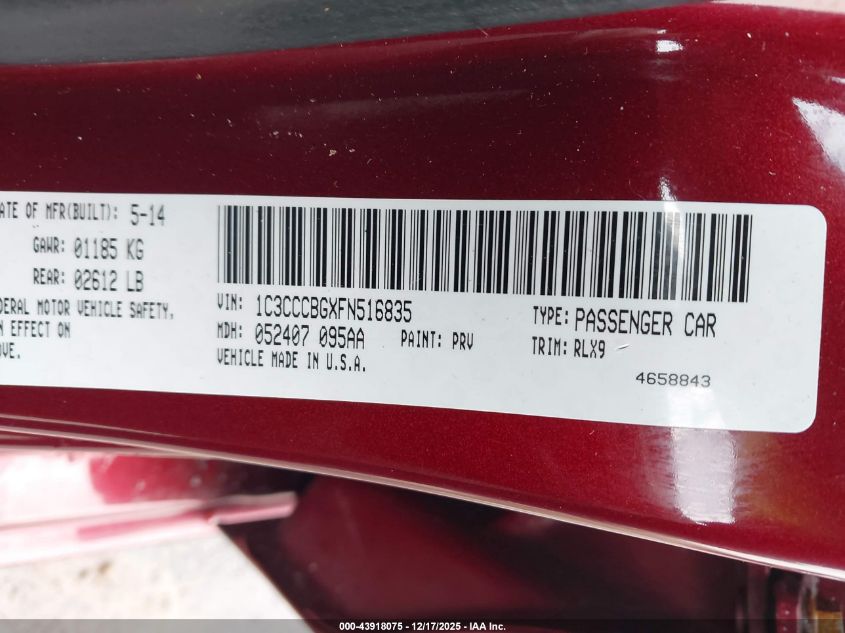 ATE OF MFR(BUILT): 5-14
GAWR: 01185 KG
REAR: 02612 LB
DERAL MOTOR VEHICLE SAFETY,
N EFFECT ON
OVE.
VIN: 1C3CCCBGXFN516835
TYPE: PASSENGER CAR
MDH: 052407 095AA PAINT: PRV
TRIM: RLX9
VEHICLE MADE IN U.S.A.
4658843
000-43918075 - 12/17/2025 - IAA Inc.